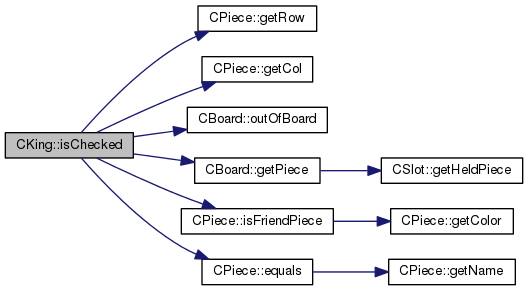 CPiece::getRow
CPiece::getCol
CBoard::outOfBoard
CKing::isChecked
CBoard::getPiece
CSlot::getHeldPiece
CPiece::isFriendPiece
CPiece::getColor
CPiece::equals
CPiece::getName